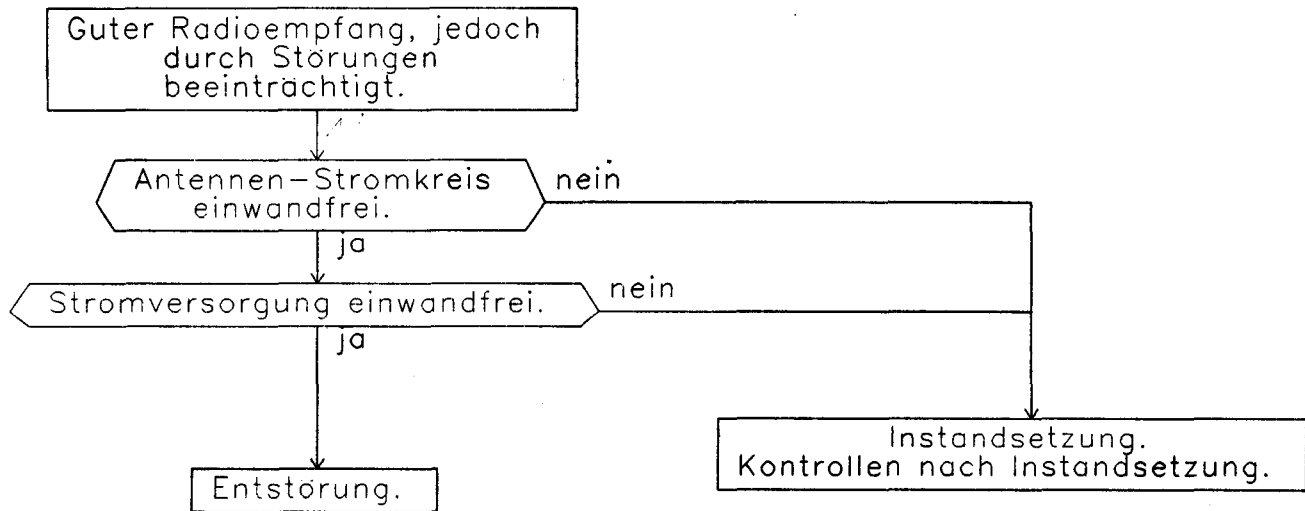 Guter Radioempfang, jedoch
durch Störungen
beeinträchtigt.
Antennen-Stromkreis
einwandfrei.
nein
ja
Stromversorgung einwandfrei.
nein
ja
Instandsetzung.
Kontrollen nach Instandsetzung.
Entstörung.